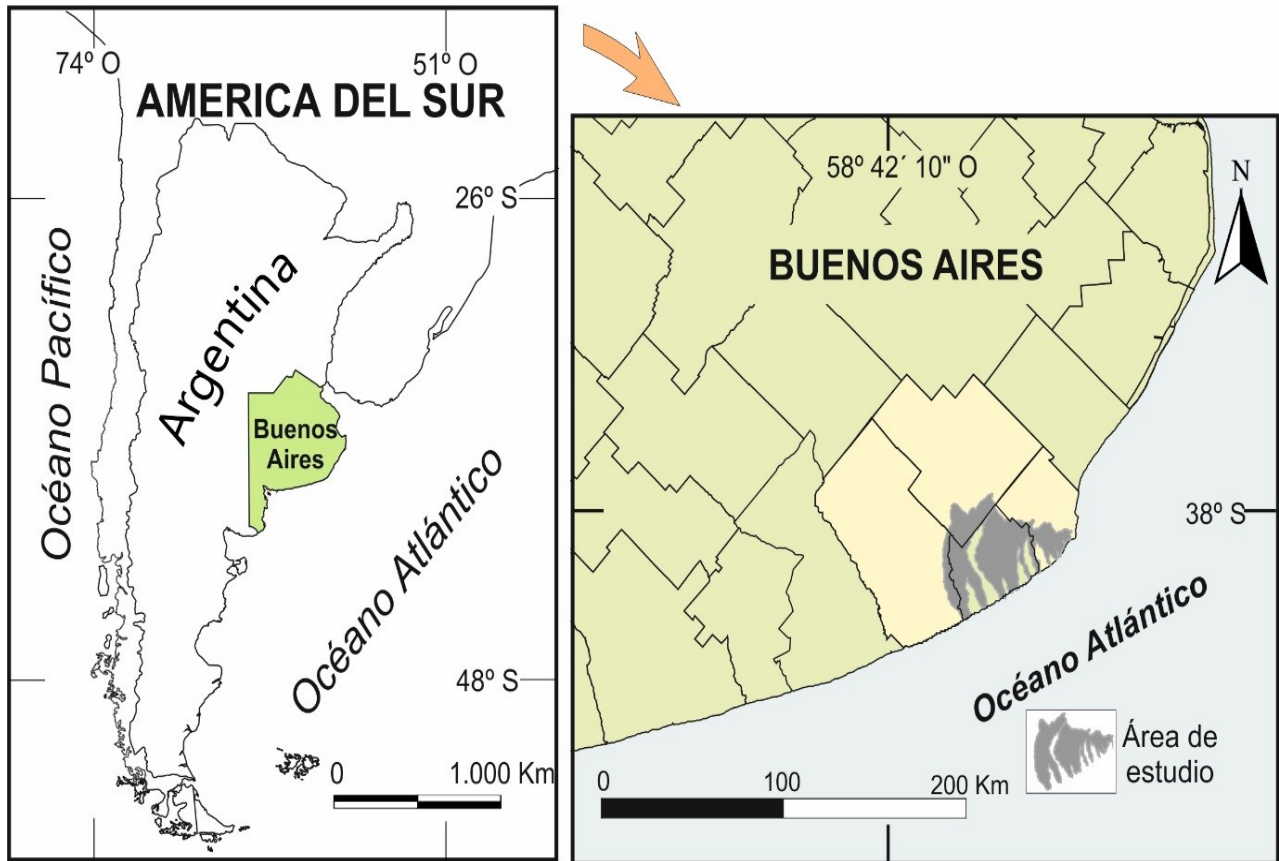 74º O
51º O
AMERICA DEL SUR
26º S
Océano Pacífico
Argentina
Buenos
Aires
Océano Atlántico
48º S
0
1.000 Km
58º 42´ 10" O
N
BUENOS AIRES
38º S
Océano Atlántico
0
100
200 Km
Área de
estudio